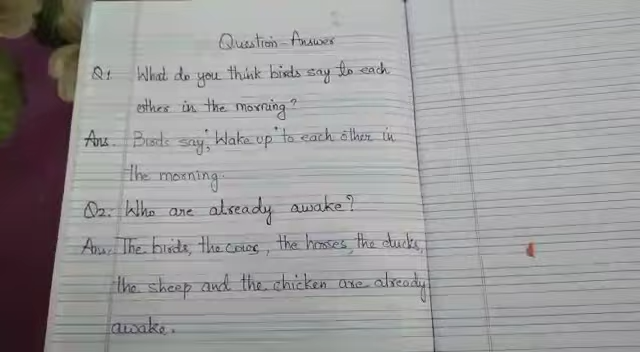 Question-Answer
Q1 What do you think birds say to each
other in the morning?
Ans. Birds say, 'Wake up' to each other in
the morning.
Q2. Who are already awake?
Ans. The birds, the cows, the horses, the ducks,
the sheep and the chicken are already
awake.